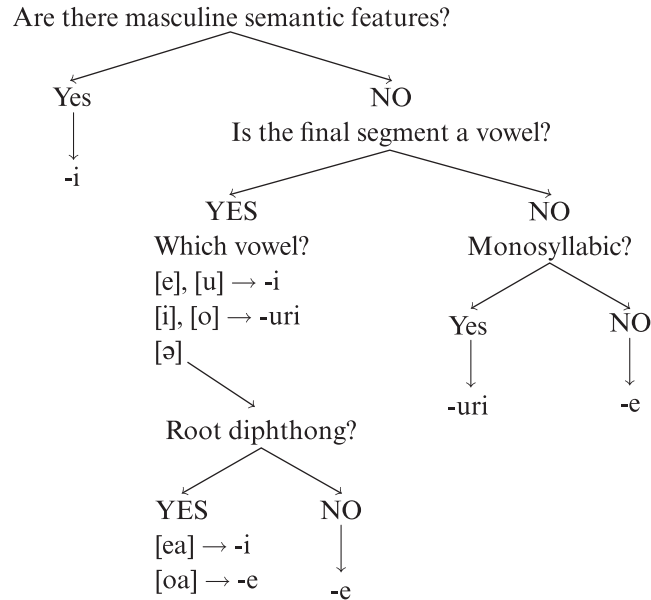 Are there masculine semantic features?
Yes NO
-i
Is the final segment a vowel?
YES NO
Which vowel?
[e], [u] → -i
[i], [o] → -uri
[ə]
Monosyllabic?
Yes NO
-uri -e
Root diphthong?
YES NO
[ea] → -i
[oa] → -e
-e